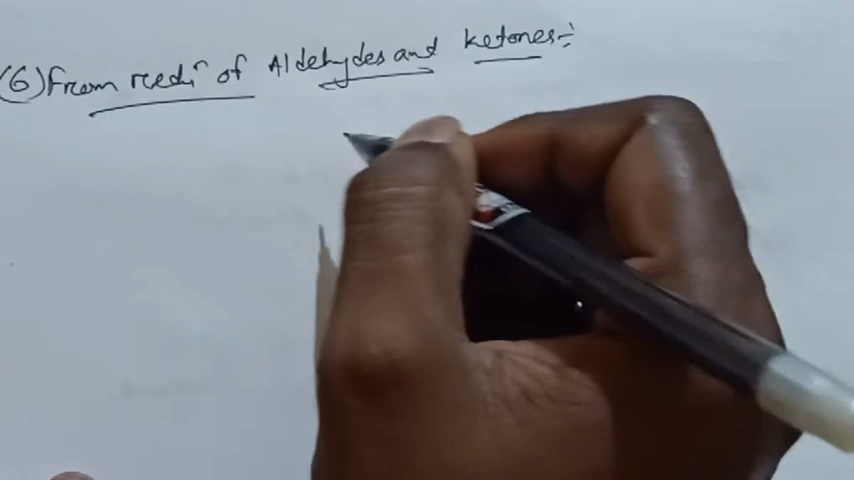 (6) From redⁿ of Aldehydes and ketones:-